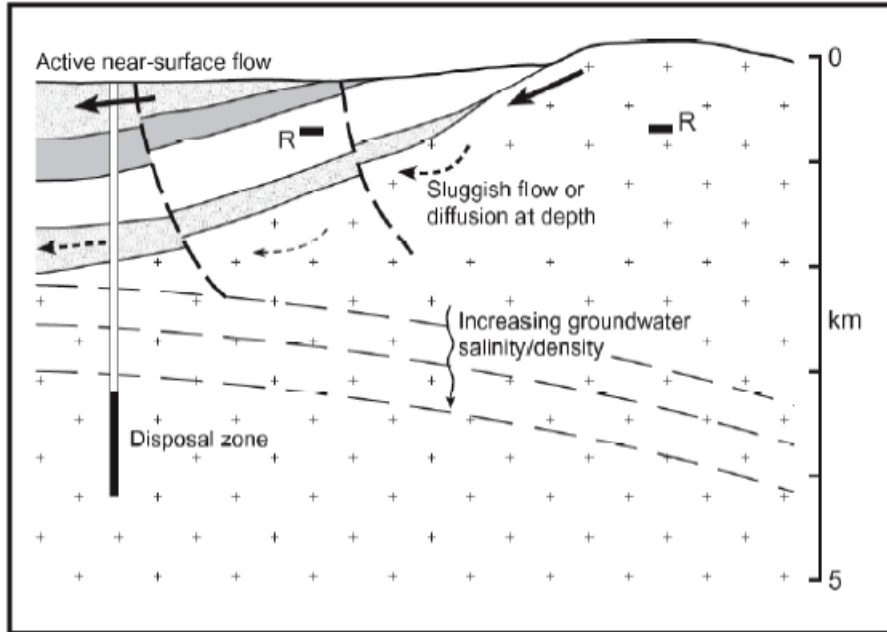 Active near-surface flow
0
R
R
Sluggish flow or
diffusion at depth
Increasing groundwater
salinity/density
km
Disposal zone
5